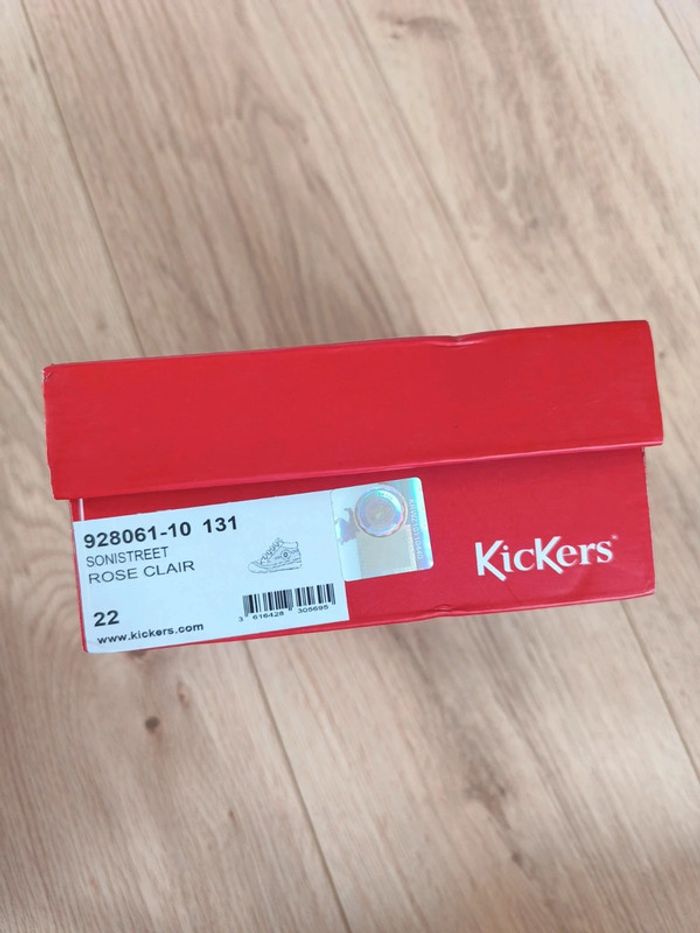 928061-10 131
SONISTREET
ROSE CLAIR
22
www.kickers.com
3 616428 305695
KicKers